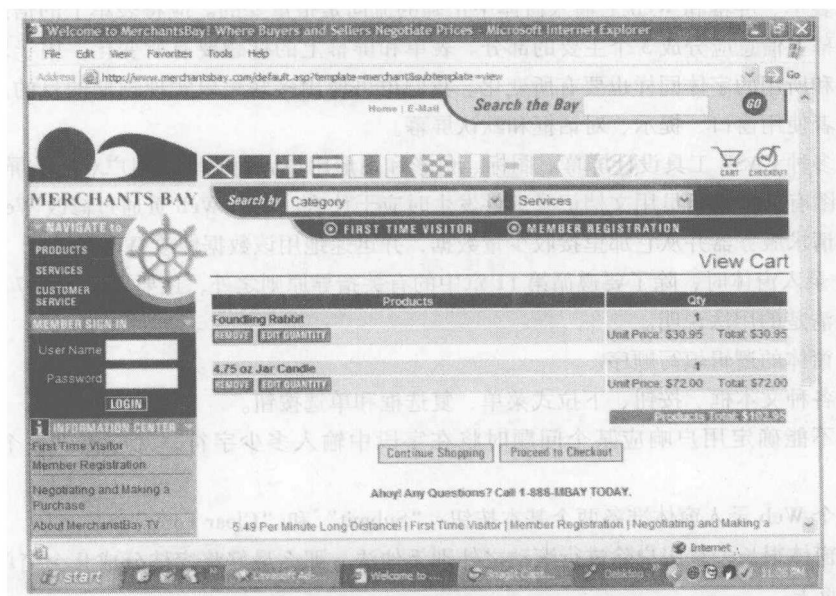 Welcome to MerchantsBay! Where Buyers and Sellers Negotiate Prices - Microsoft Internet Explorer
File Edit View Favorites Tools Help
Address http://www.merchantsbay.com/default.asp?template=merchant&subtemplate=view Go
Home | E-Mail Search the Bay GO
CART CHECKOUT
MERCHANTS BAY
Search by Category Services
FIRST TIME VISITOR MEMBER REGISTRATION
NAVIGATE to
PRODUCTS
SERVICES
CUSTOMER SERVICE
View Cart
Products Qty
Foundling Rabbit 1
REMOVE EDIT QUANTITY Unit Price: $30.95 Total: $30.95
4.75 oz Jar Candle 1
REMOVE EDIT QUANTITY Unit Price: $72.00 Total: $72.00
Products Total: $102.95
MEMBER SIGN IN
User Name
Password
LOGIN
INFORMATION CENTER
First Time Visitor
Member Registration
Negotiating and Making a Purchase
About MerchanstBay TV
Continue Shopping Proceed to Checkout
Ahoy! Any Questions? Call 1-888-MBAY TODAY.
5.49 Per Minute Long Distance! | First Time Visitor | Member Registration | Negotiating and Making a
Internet
start Welcome to ... Desktop